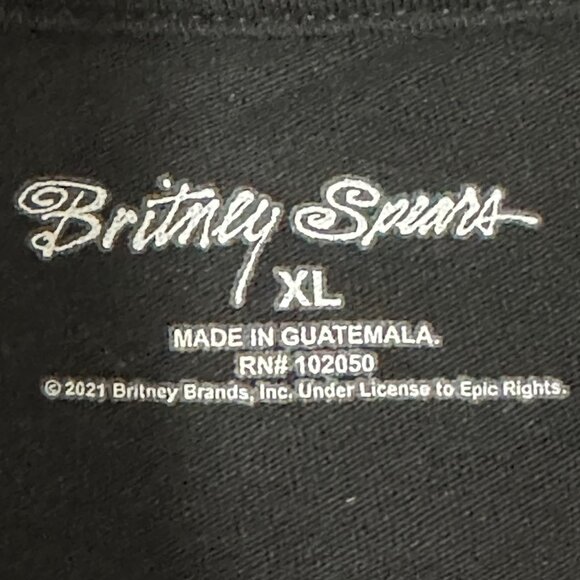 Britney Spears
XL
MADE IN GUATEMALA.
RN# 102050
© 2021 Britney Brands, Inc. Under License to Epic Rights.